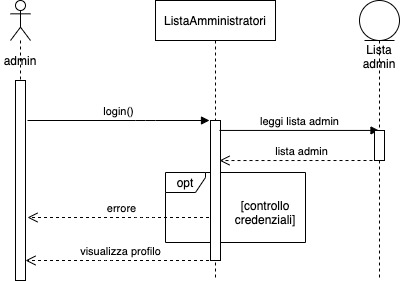 ListaAmministratori
admin
Lista
admin
login()
leggi lista admin
lista admin
opt
[controllo
credenziali]
errore
visualizza profilo